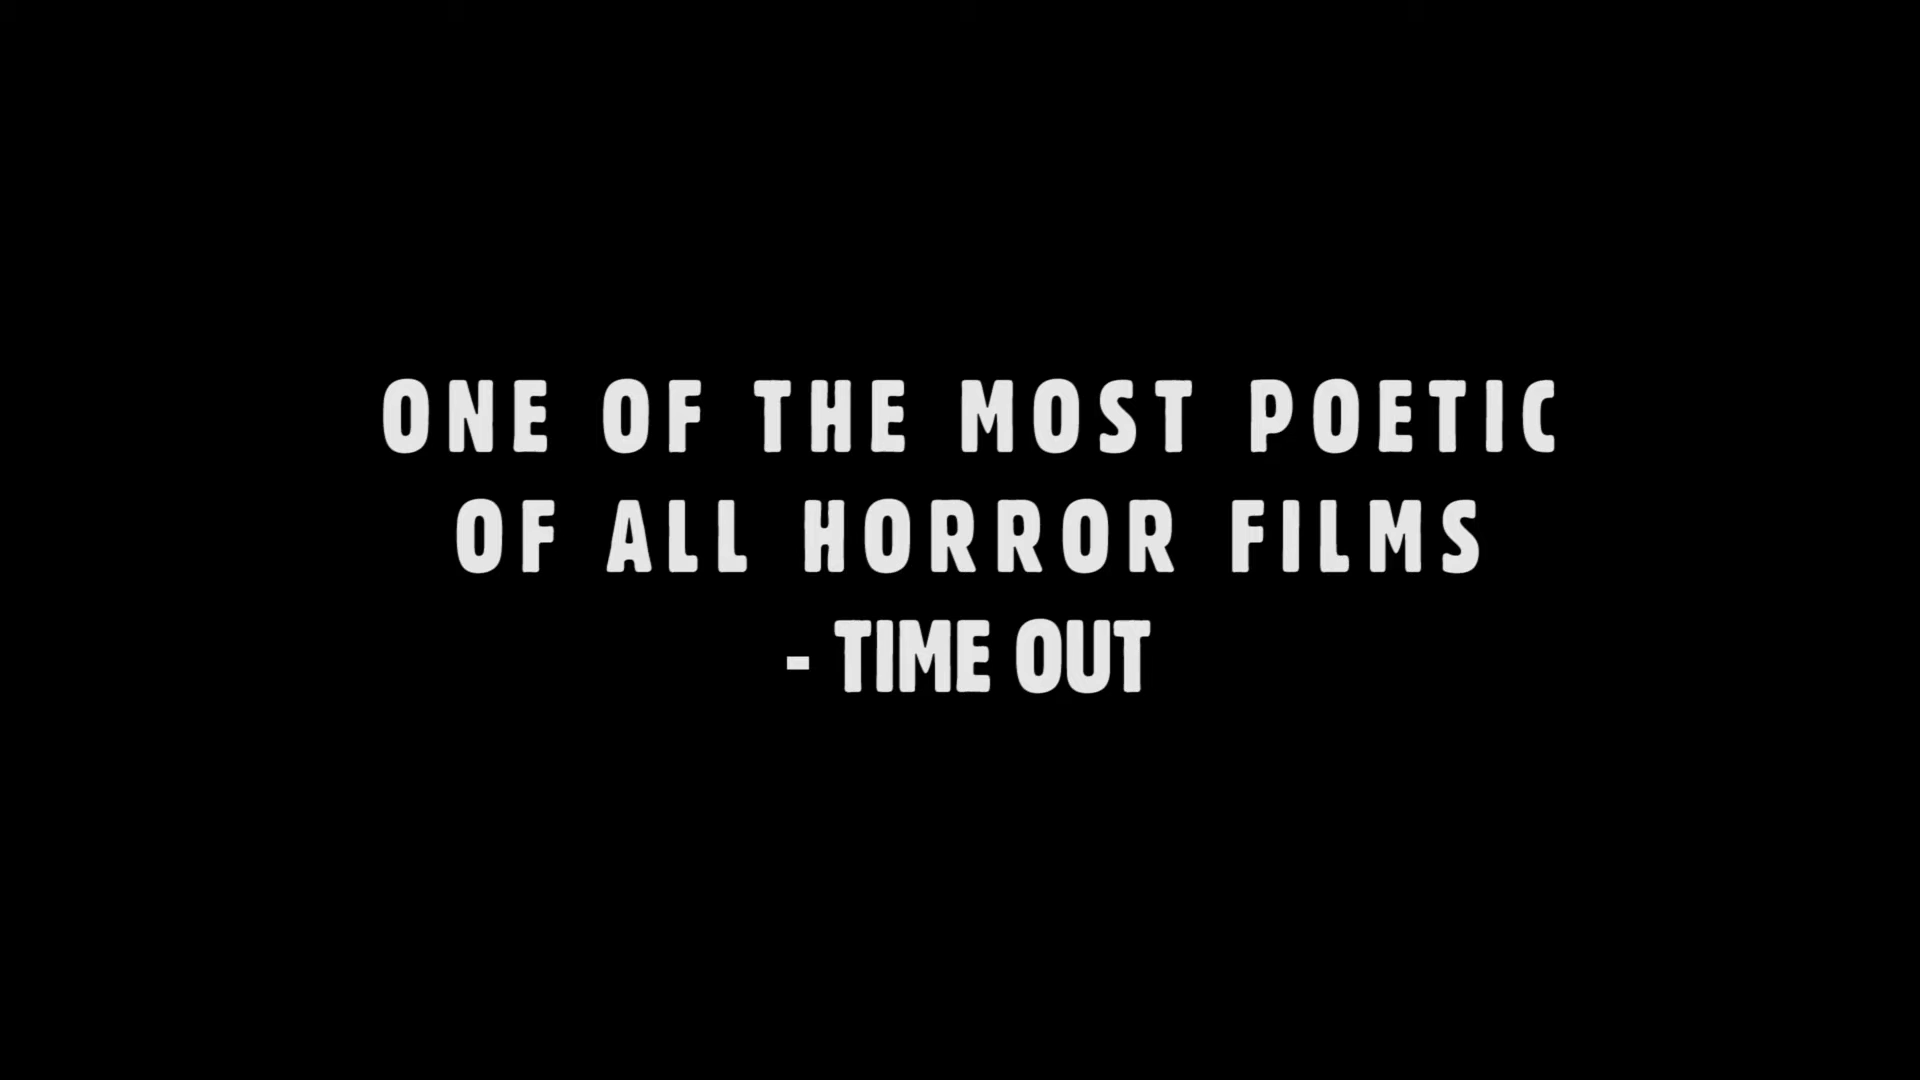 ONE OF THE MOST POETIC
OF ALL HORROR FILMS
- TIME OUT